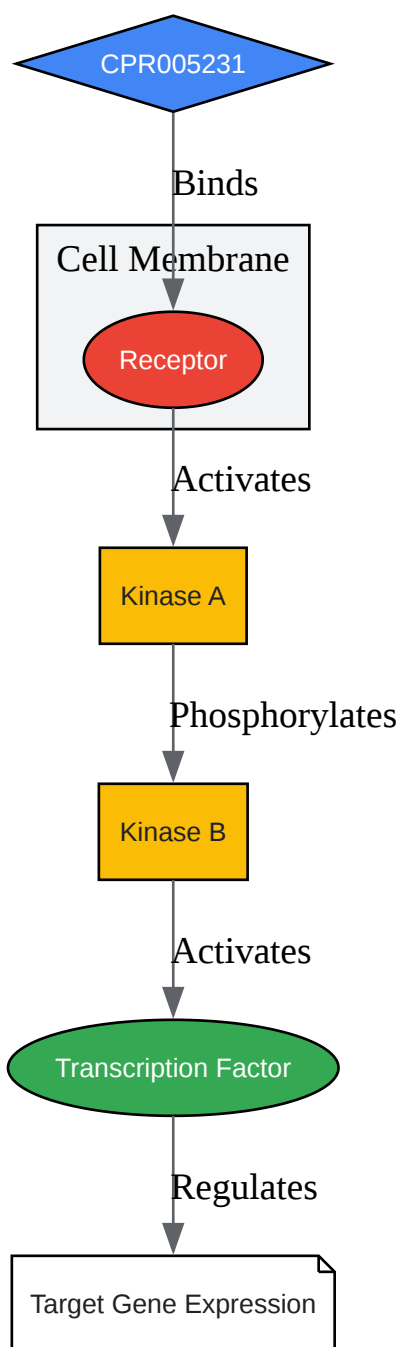 CPR005231
Binds
Cell Membrane
Receptor
Activates
Kinase A
Phosphorylates
Kinase B
Activates
Transcription Factor
Regulates
Target Gene Expression